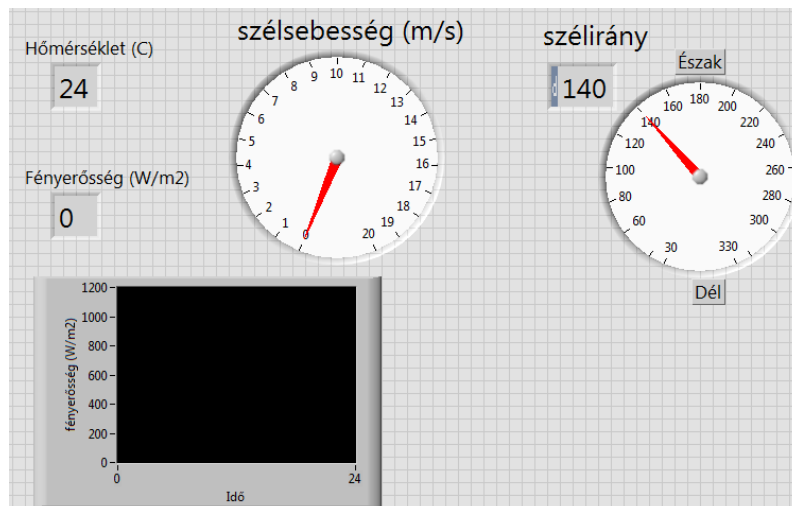 szélsebesség (m/s)
szélirány
Hőmérséklet (C)
24
Észak
140
0 1 2 3 4 5 6 7 8 9 10 11 12 13 14 15 16 17 18 19 20
30 60 80 100 120 140 160 180 200 220 240 260 280 300 330
Fényerősség (W/m2)
0
Dél
fényerősség (W/m2)
1200
1000
800
600
400
200
0
0 24
Idő